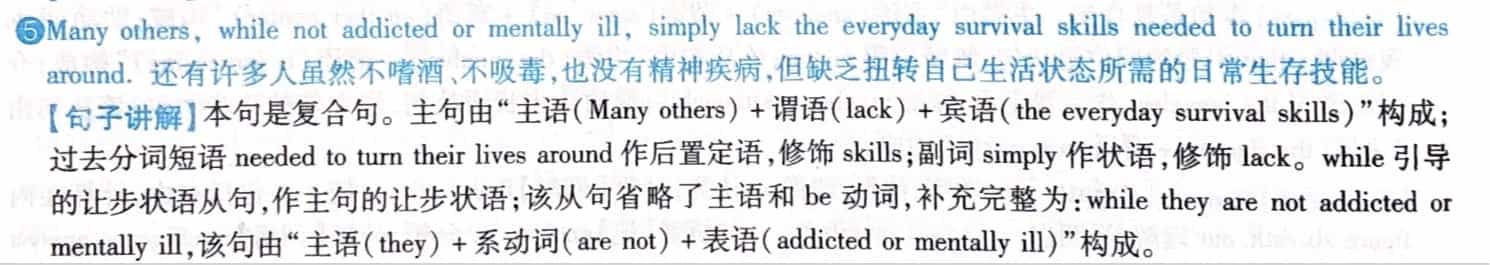 ⑤Many others, while not addicted or mentally ill, simply lack the everyday survival skills needed to turn their lives
around. 还有许多人虽然不嗜酒、不吸毒,也没有精神疾病,但缺乏扭转自己生活状态所需的日常生存技能。
【句子讲解】本句是复合句。主句由“主语(Many others)+谓语(lack)+宾语(the everyday survival skills)”构成;
过去分词短语 needed to turn their lives around 作后置定语,修饰 skills;副词 simply 作状语,修饰 lack。while 引导
的让步状语从句,作主句的让步状语;该从句省略了主语和 be 动词,补充完整为:while they are not addicted or
mentally ill,该句由“主语(they)+系动词(are not)+表语(addicted or mentally ill)”构成。